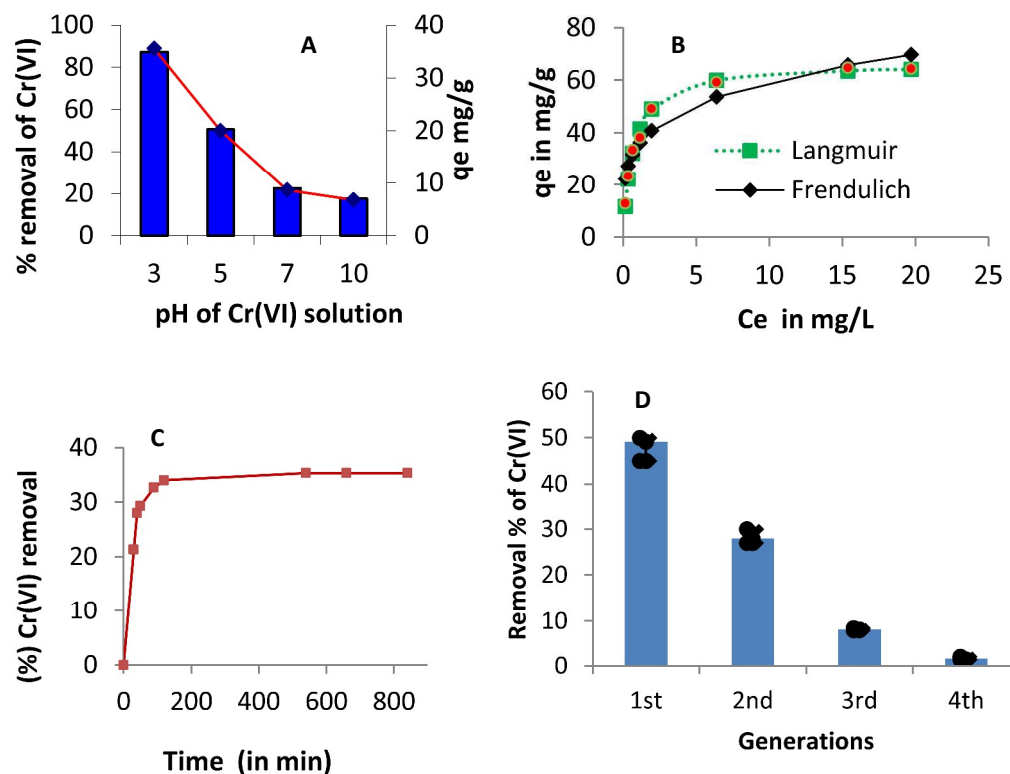 A
% removal of Cr(VI)
100
80
60
40
20
0
40
30
20
10
0
qe mg/g
3 5 7 10
pH of Cr(VI) solution
B
qe in mg/g
80
60
40
20
0
Langmuir
Frendulich
0 5 10 15 20 25
Ce in mg/L
C
(%) Cr(VI) removal
40
30
20
10
0
0 200 400 600 800
Time (in min)
D
Removal % of Cr(VI)
60
50
40
30
20
10
0
1st 2nd 3rd 4th
Generations